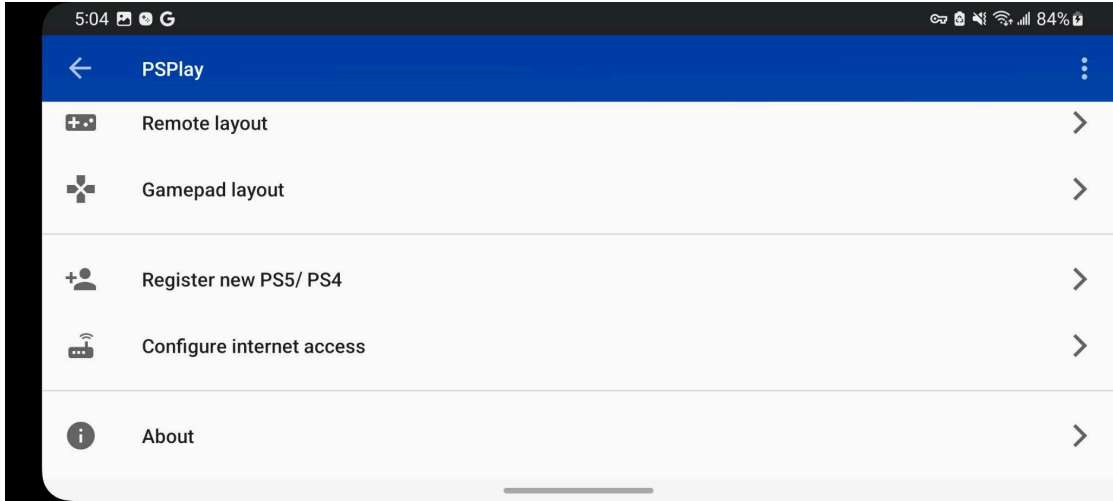 5:04 G 84%
PSPlay
Remote layout
Gamepad layout
Register new PS5/ PS4
Configure internet access
About